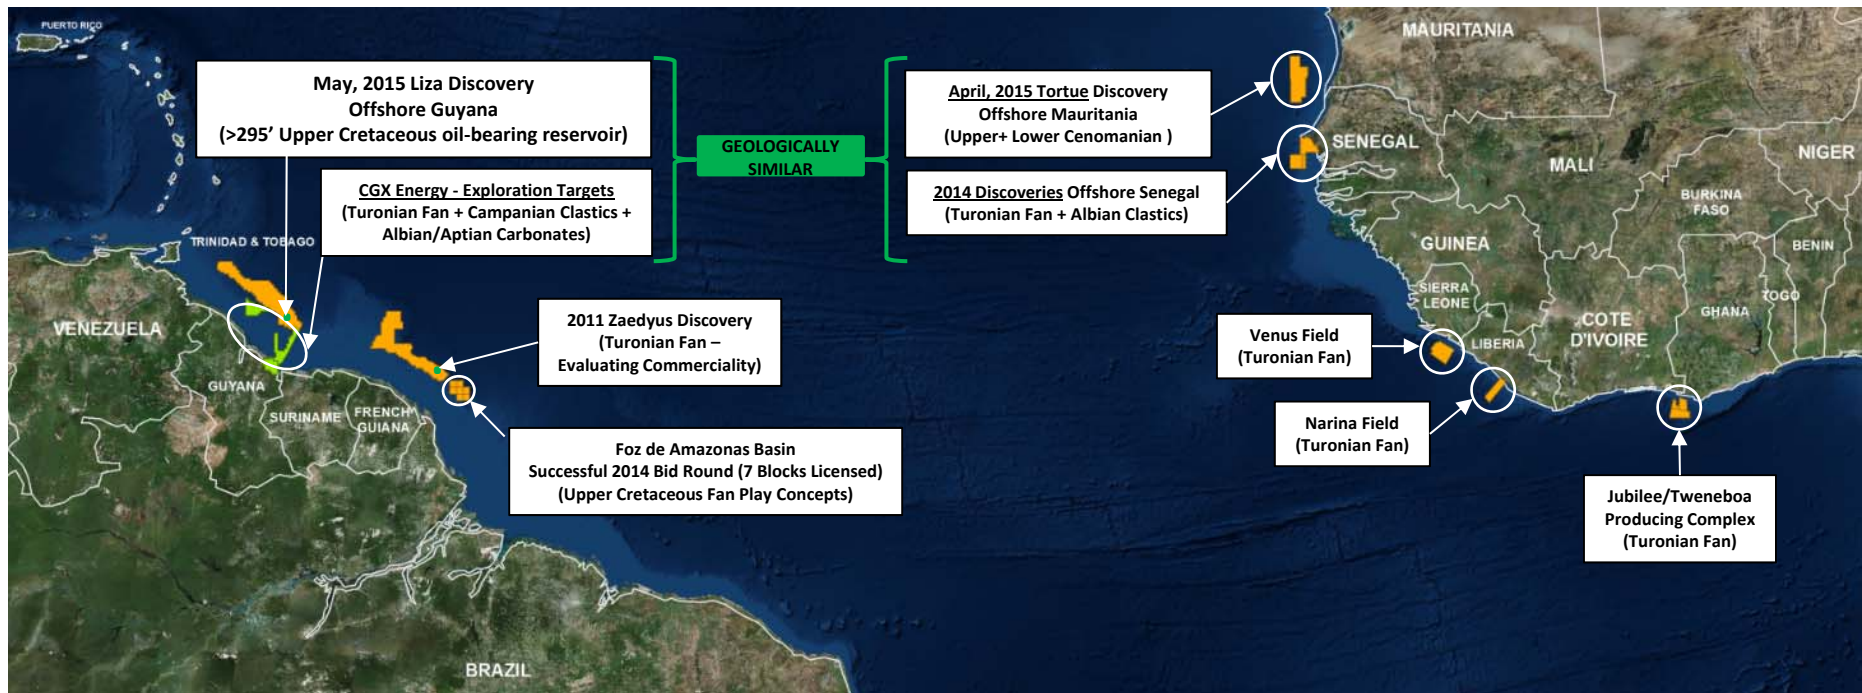 PUERTO RICO
May, 2015 Liza Discovery
Offshore Guyana
(>295’ Upper Cretaceous oil-bearing reservoir)
CGX Energy - Exploration Targets
(Turonian Fan + Campanian Clastics +
Albian/Aptian Carbonates)
GEOLOGICALLY
SIMILAR
April, 2015 Tortue Discovery
Offshore Mauritania
(Upper+ Lower Cenomanian )
2014 Discoveries Offshore Senegal
(Turonian Fan + Albian Clastics)
MAURITANIA
SENEGAL
MALI
NIGER
BURKINA
FASO
GUINEA
BENIN
SIERRA
LEONE
TOGO
GHANA
COTE
D'IVOIRE
LIBERIA
TRINIDAD & TOBAGO
VENEZUELA
GUYANA
SURINAME
FRENCH
GUIANA
2011 Zaedyus Discovery
(Turonian Fan –
Evaluating Commerciality)
Foz de Amazonas Basin
Successful 2014 Bid Round (7 Blocks Licensed)
(Upper Cretaceous Fan Play Concepts)
Venus Field
(Turonian Fan)
Narina Field
(Turonian Fan)
Jubilee/Tweneboa
Producing Complex
(Turonian Fan)
BRAZIL